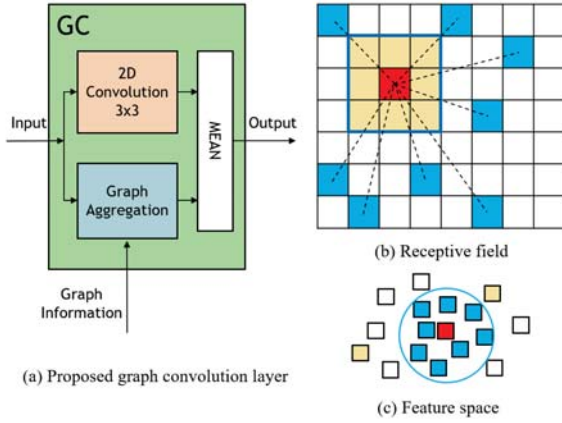 GC
2D
Convolution
3x3
MEAN
Input
Output
Graph
Aggregation
Graph
Information
(a) Proposed graph convolution layer
(b) Receptive field
(c) Feature space